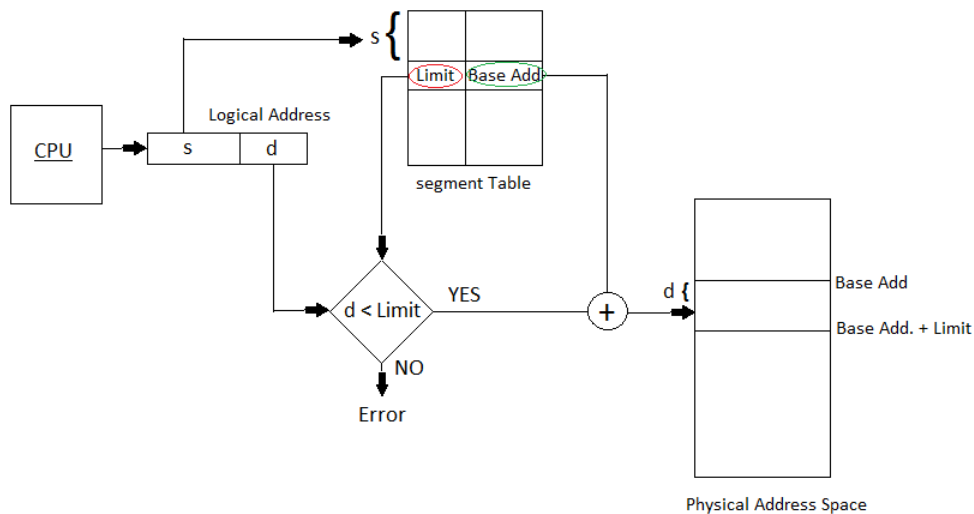 s {
Limit
Base Add
Logical Address
CPU
s
d
segment Table
d < Limit
YES
+
d {
Base Add
Base Add. + Limit
NO
Error
Physical Address Space